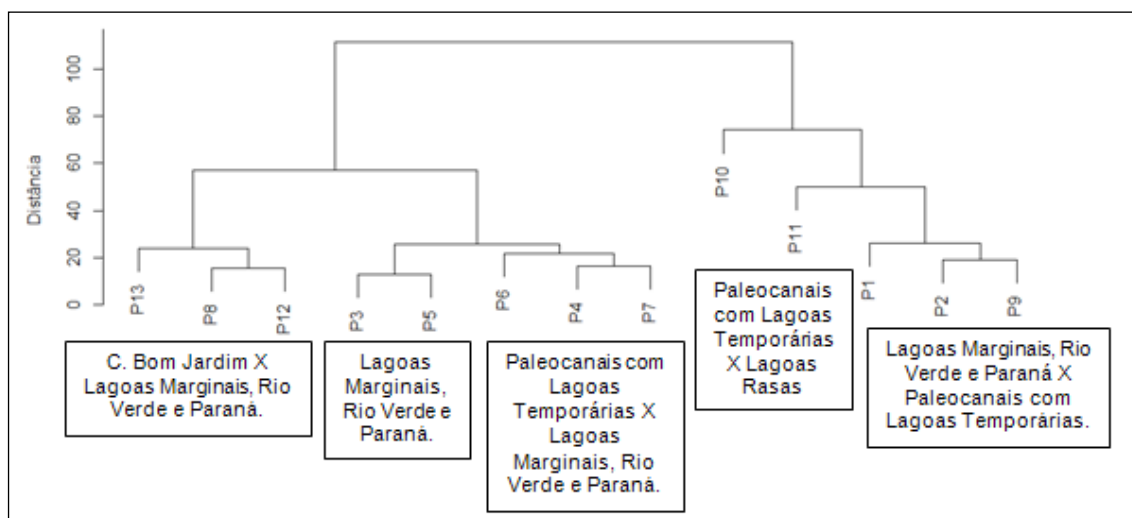 Distância
100
80
60
40
20
0
P13
P8
P12
P3
P5
P6
P4
P7
P10
P11
P1
P2
P9
C. Bom Jardim X
Lagoas Marginais, Rio
Verde e Paraná.
Lagoas
Marginais,
Rio Verde e
Paraná.
Paleocanais com
Lagoas
Temporárias X
Lagoas
Marginais, Rio
Verde e Paraná.
Paleocanais
com Lagoas
Temporárias
X Lagoas
Rasas
Lagoas Marginais, Rio
Verde e Paraná X
Paleocanais com
Lagoas Temporárias.